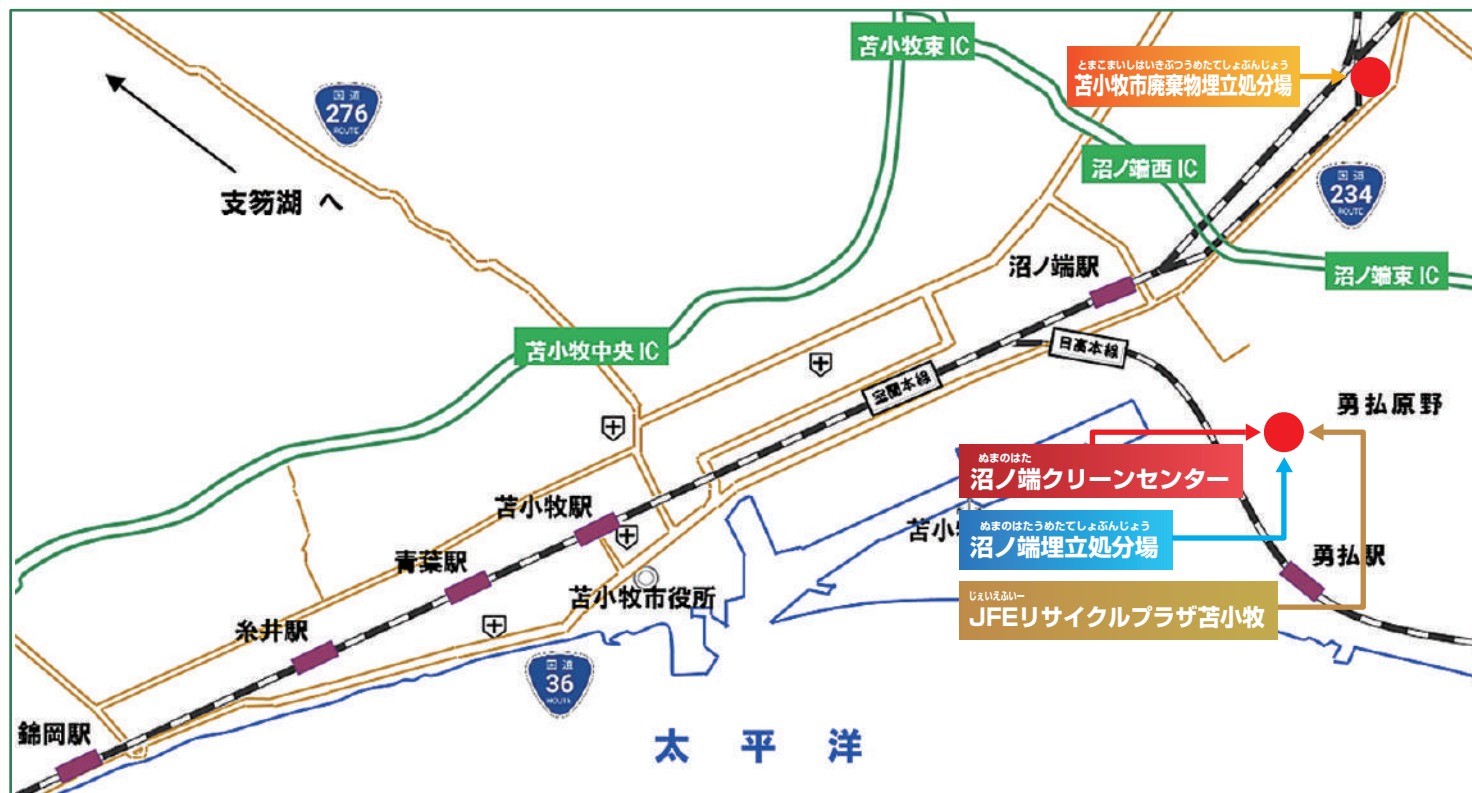 苫小牧東 IC
とまこまいしはいきぶつうめたてしょぶんじょう
苫小牧市廃棄物埋立処分場
国道
276
ROUTE
沼ノ端西 IC
国道
234
ROUTE
支笏湖 へ
沼ノ端駅
沼ノ端東 IC
苫小牧中央 IC
日高本線
室蘭本線
勇払原野
ぬまのはた
沼ノ端クリーンセンター
苫小牧駅
苫小
ぬまのはたうめたてしょぶんじょう
沼ノ端埋立処分場
青葉駅
勇払駅
苫小牧市役所
じぇいえふいー
JFEリサイクルプラザ苫小牧
糸井駅
国道
36
ROUTE
錦岡駅
太平洋